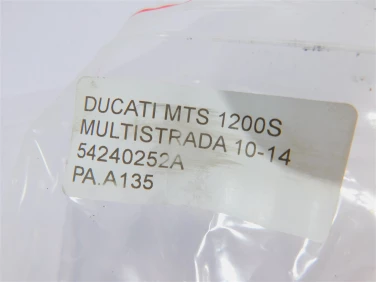 DUCATI MTS 1200S
MULTISTRADA 10-14
54240252A
PA.A135